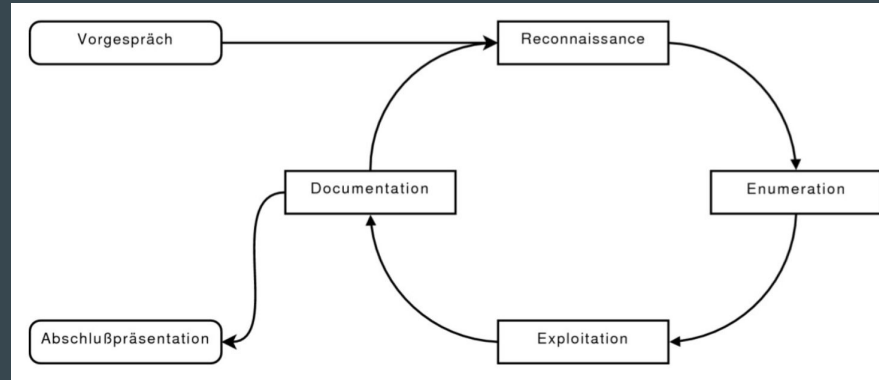 Vorgespräch
Reconnaissance
Documentation
Enumeration
Abschlußpräsentation
Exploitation